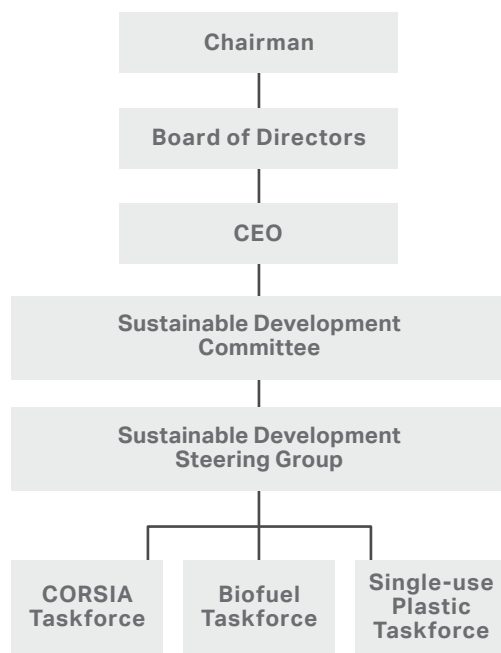 Chairman
Board of Directors
CEO
Sustainable Development
Committee
Sustainable Development
Steering Group
CORSIA
Taskforce
Biofuel
Taskforce
Single-use
Plastic
Taskforce